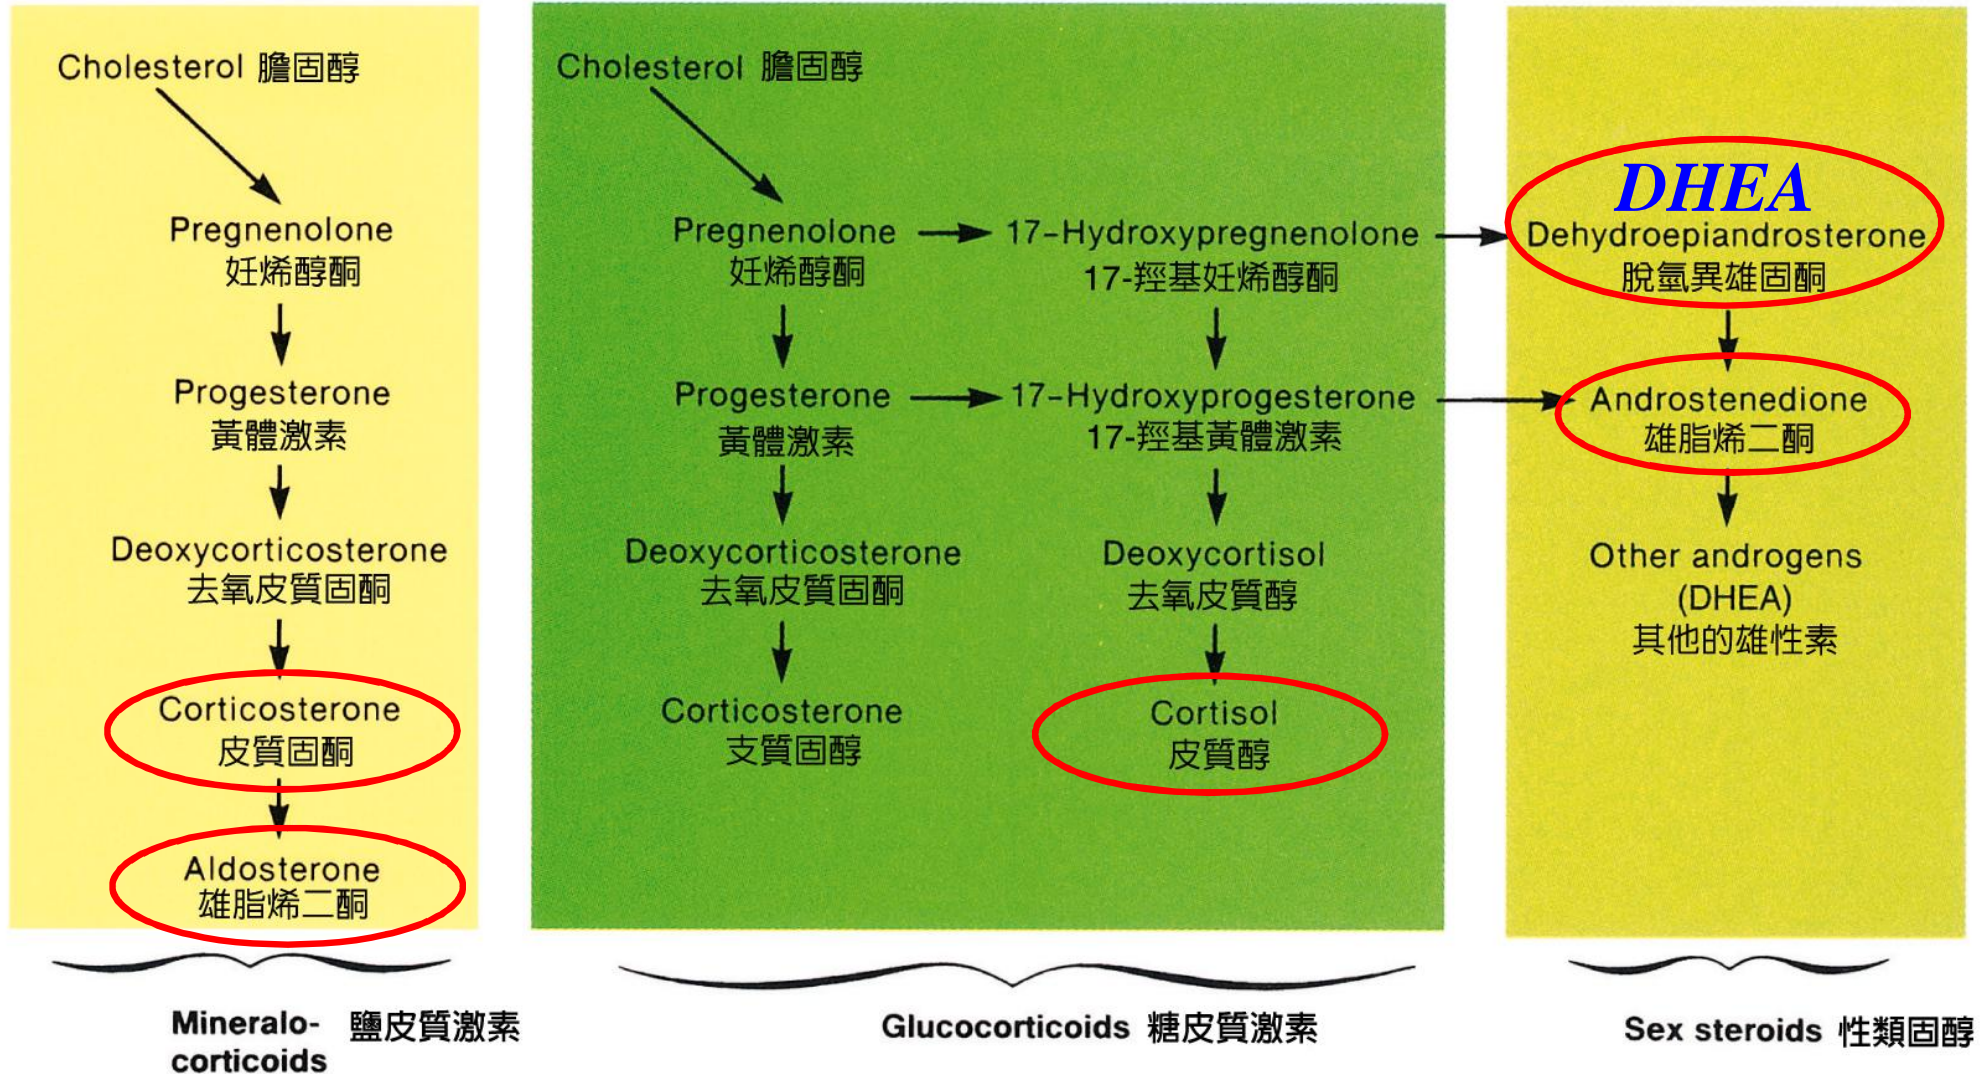 Cholesterol 膽固醇
Pregnenolone
妊烯醇酮
Progesterone
黃體激素
Deoxycorticosterone
去氧皮質固酮
Corticosterone
皮質固酮
Aldosterone
雄脂烯二酮
Mineralo- 鹽皮質激素
corticoids
Cholesterol 膽固醇
Pregnenolone
妊烯醇酮
17-Hydroxypregnenolone
17-羥基妊烯醇酮
Progesterone
黃體激素
17-Hydroxyprogesterone
17-羥基黃體激素
Deoxycorticosterone
去氧皮質固酮
Deoxycortisol
去氧皮質醇
Corticosterone
支質固醇
Cortisol
皮質醇
Glucocorticoids 糖皮質激素
DHEA
Dehydroepiandrosterone
脫氫異雄固酮
Androstenedione
雄脂烯二酮
Other androgens
(DHEA)
其他的雄性素
Sex steroids 性類固醇